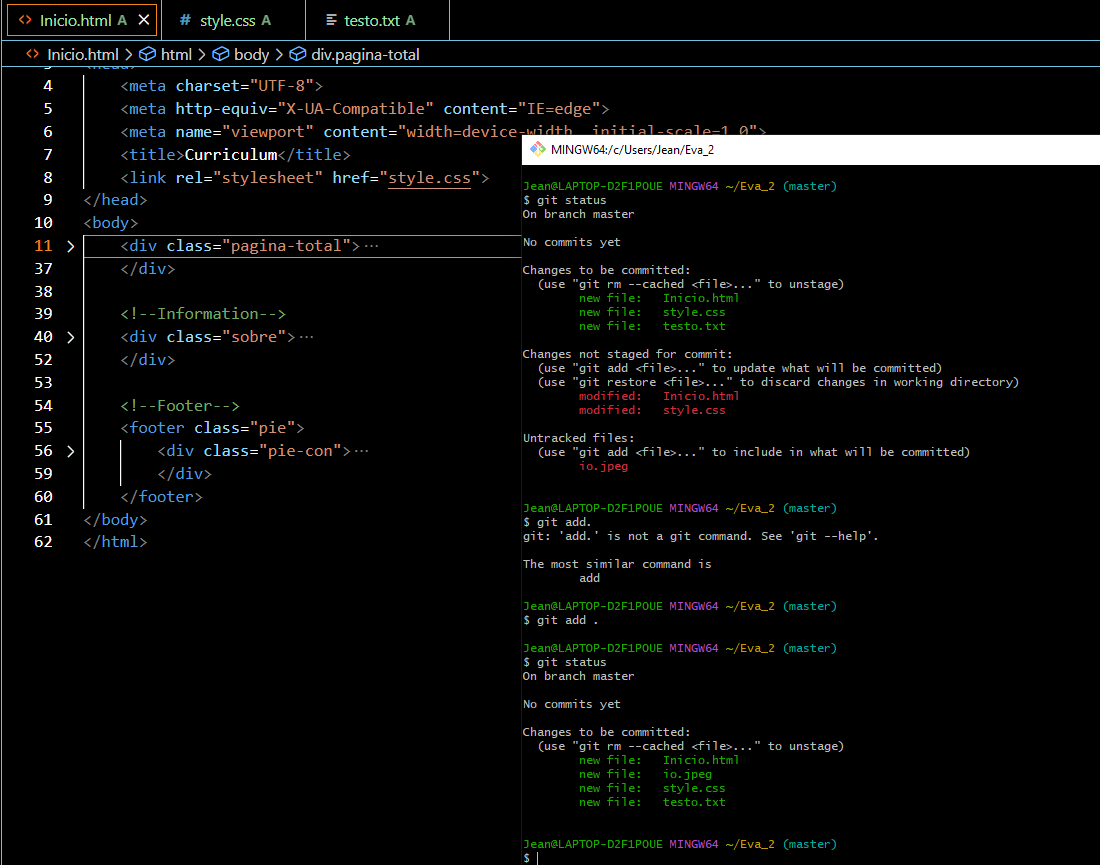 Inicio.html A
# style.css A
testo.txt A
Inicio.html > html > body > div.pagina-total
3 <head>
4 <meta charset="UTF-8">
5 <meta http-equiv="X-UA-Compatible" content="IE=edge">
6 <meta name="viewport" content="width=device-width, initial-scale=1.0">
7 <title>Curriculum</title>
8 <link rel="stylesheet" href="style.css">
9 </head>
10 <body>
11 <div class="pagina-total">…
37 </div>
38
39 <!--Information-->
40 <div class="sobre">…
52 </div>
53
54 <!--Footer-->
55 <footer class="pie">
56 <div class="pie-con">…
59 </div>
60 </footer>
61 </body>
62 </html>
MINGW64:/c/Users/Jean/Eva_2
Jean@LAPTOP-D2F1POUE MINGW64 ~/Eva_2 (master)
$ git status
On branch master
No commits yet
Changes to be committed:
(use "git rm --cached <file>..." to unstage)
new file: Inicio.html
new file: style.css
new file: testo.txt
Changes not staged for commit:
(use "git add <file>..." to update what will be committed)
(use "git restore <file>..." to discard changes in working directory)
modified: Inicio.html
modified: style.css
Untracked files:
(use "git add <file>..." to include in what will be committed)
io.jpeg
Jean@LAPTOP-D2F1POUE MINGW64 ~/Eva_2 (master)
$ git add.
git: 'add.' is not a git command. See 'git --help'.
The most similar command is
add
Jean@LAPTOP-D2F1POUE MINGW64 ~/Eva_2 (master)
$ git add .
Jean@LAPTOP-D2F1POUE MINGW64 ~/Eva_2 (master)
$ git status
On branch master
No commits yet
Changes to be committed:
(use "git rm --cached <file>..." to unstage)
new file: Inicio.html
new file: io.jpeg
new file: style.css
new file: testo.txt
Jean@LAPTOP-D2F1POUE MINGW64 ~/Eva_2 (master)
$